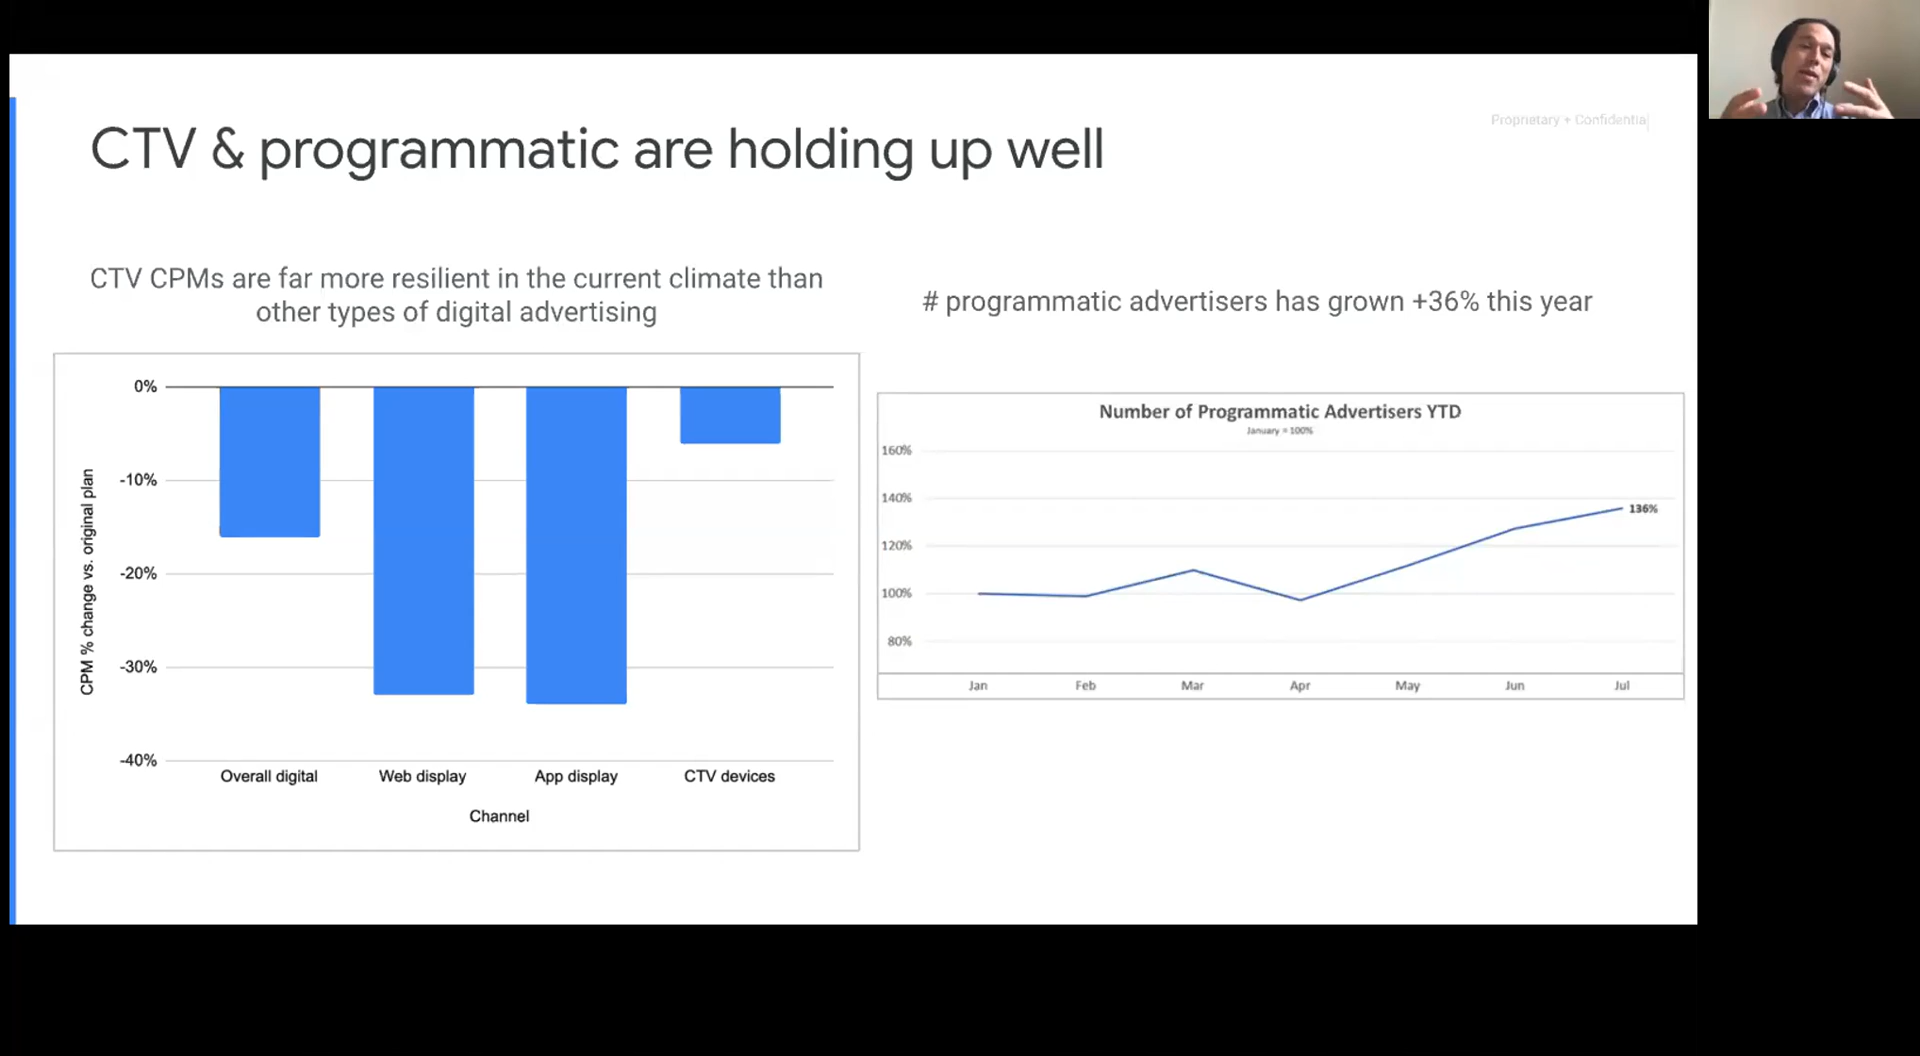 Proprietary + Confidentia
CTV & programmatic are holding up well
CTV CPMs are far more resilient in the current climate than
other types of digital advertising
CPM % change vs. original plan
0%
-10%
-20%
-30%
-40%
Overall digital Web display App display CTV devices
Channel
# programmatic advertisers has grown +36% this year
Number of Programmatic Advertisers YTD
January = 100%
160%
140%
136%
120%
100%
80%
Jan Feb Mar Apr May Jun Jul